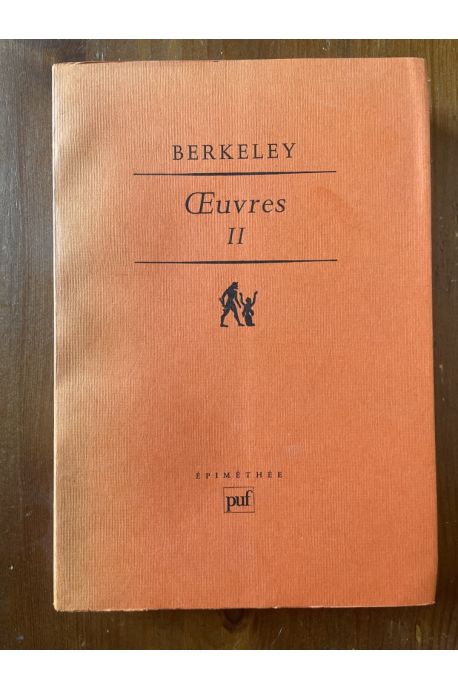 BERKELEY
Œuvres
II
ÉPIMÉTHÉE
puf